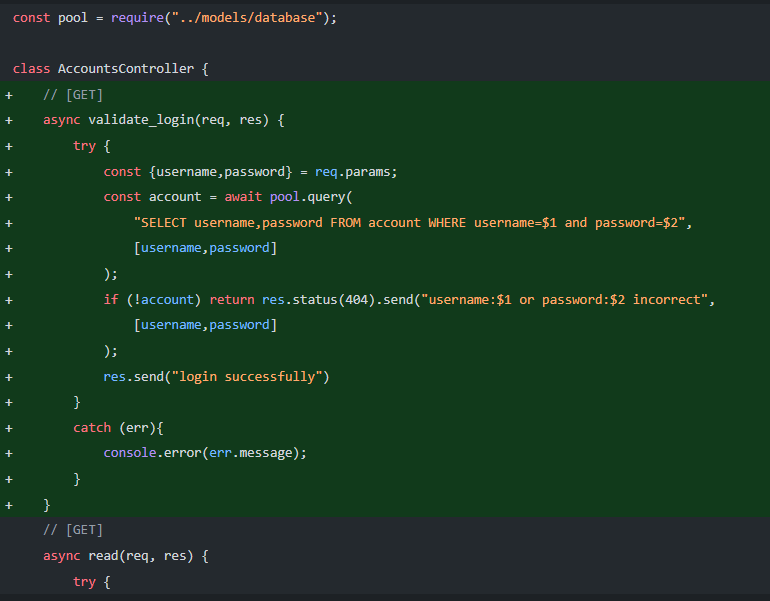 const pool = require("../models/database");
class AccountsController {
+    // [GET]
+    async validate_login(req, res) {
+        try {
+            const {username,password} = req.params;
+            const account = await pool.query(
+                "SELECT username,password FROM account WHERE username=$1 and password=$2",
+                [username,password]
+            );
+            if (!account) return res.status(404).send("username:$1 or password:$2 incorrect",
+                [username,password]
+            );
+            res.send("login successfully")
+        }
+        catch (err){
+            console.error(err.message);
+        }
+    }
    // [GET]
    async read(req, res) {
        try {